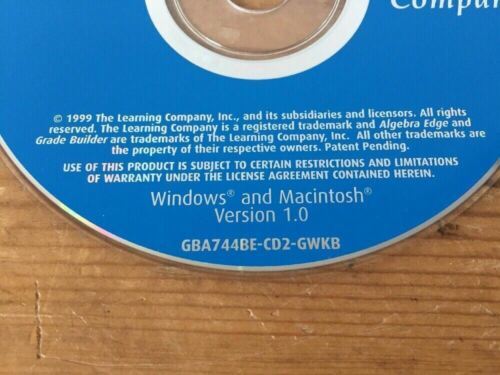 © 1999 The Learning Company, Inc., and its subsidiaries and licensors. All rights
reserved. The Learning Company is a registered trademark and Algebra Edge and
Grade Builder are trademarks of The Learning Company, Inc. All other trademarks are
the property of their respective owners. Patent Pending.
USE OF THIS PRODUCT IS SUBJECT TO CERTAIN RESTRICTIONS AND LIMITATIONS
OF WARRANTY UNDER THE LICENSE AGREEMENT CONTAINED HEREIN.
Windows® and Macintosh®
Version 1.0
GBA744BE-CD2-GWKB